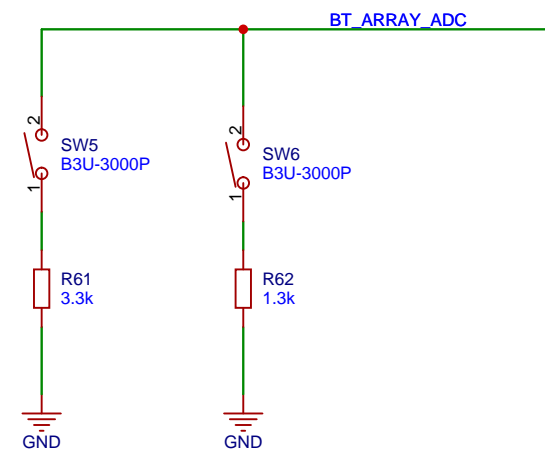 BT_ARRAY_ADC
2
SW5
B3U-3000P
1
2
SW6
B3U-3000P
1
R61
3.3k
R62
1.3k
GND
GND